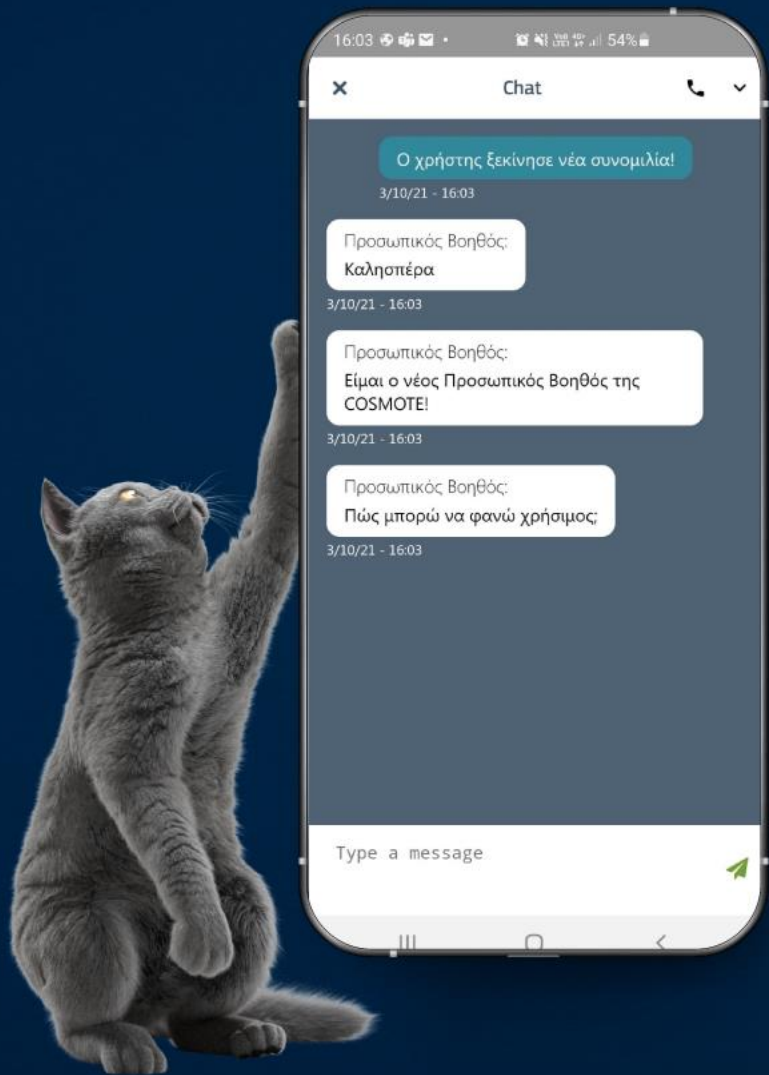 16:03
54%
Chat
Ο χρήστης ξεκίνησε νέα συνομιλία!
3/10/21 - 16:03
Προσωπικός Βοηθός:
Καλησπέρα
3/10/21 - 16:03
Προσωπικός Βοηθός:
Είμαι ο νέος Προσωπικός Βοηθός της
COSMOTE!
3/10/21 - 16:03
Προσωπικός Βοηθός:
Πώς μπορώ να φανώ χρήσιμος;
3/10/21 - 16:03
Type a message